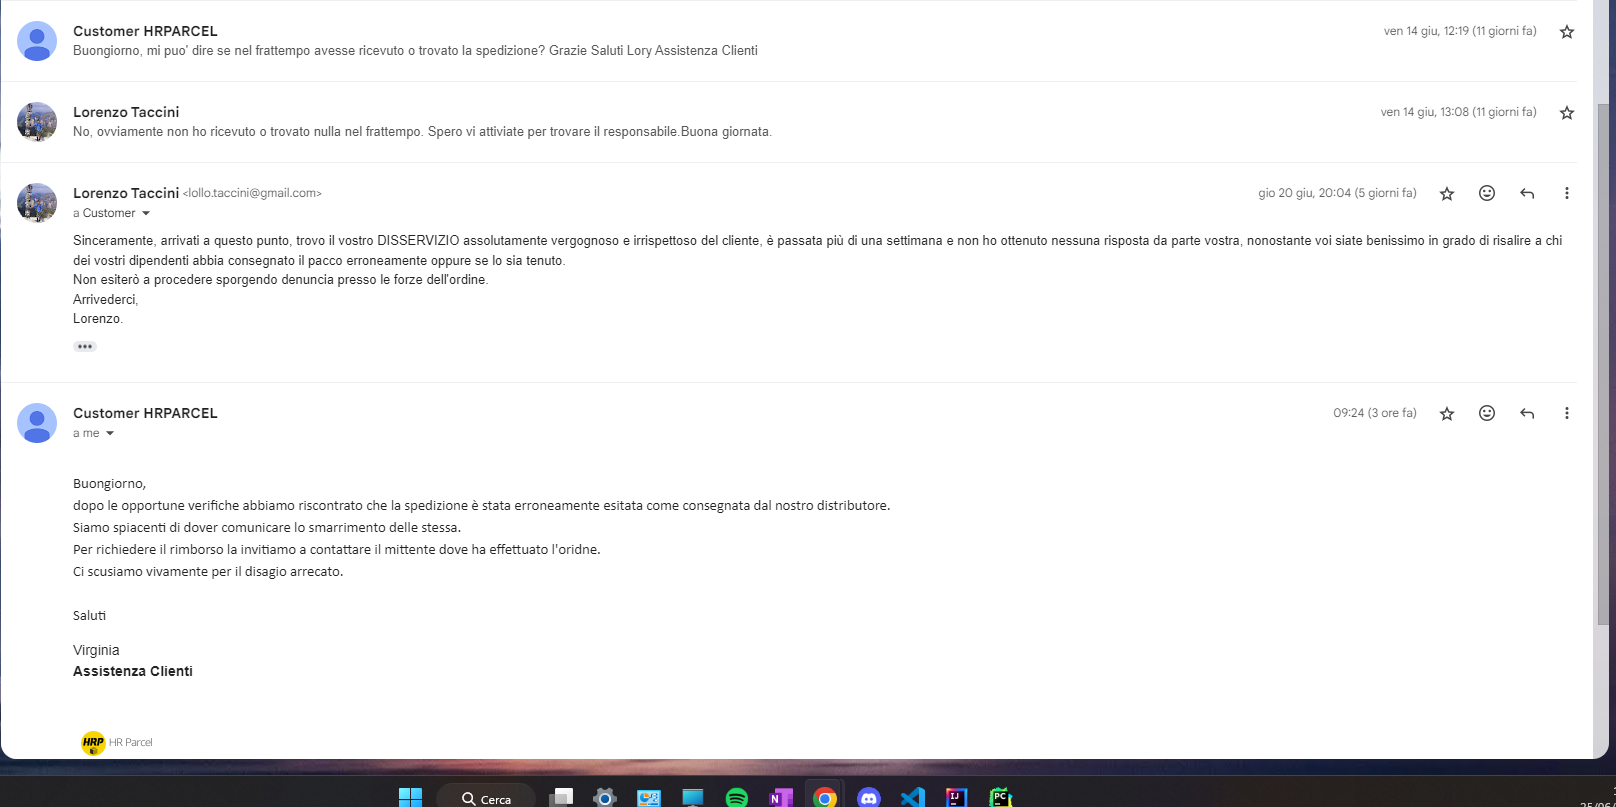 Customer HRPARCEL
ven 14 giu, 12:19 (11 giorni fa)
Buongiorno, mi puo' dire se nel frattempo avesse ricevuto o trovato la spedizione? Grazie Saluti Lory Assistenza Clienti
Lorenzo Taccini
ven 14 giu, 13:08 (11 giorni fa)
No, ovviamente non ho ricevuto o trovato nulla nel frattempo. Spero vi attiviate per trovare il responsabile.Buona giornata.
Lorenzo Taccini <lollo.taccini@gmail.com>
gio 20 giu, 20:04 (5 giorni fa)
a Customer
Sinceramente, arrivati a questo punto, trovo il vostro DISSERVIZIO assolutamente vergognoso e irrispettoso del cliente, è passata più di una settimana e non ho ottenuto nessuna risposta da parte vostra, nonostante voi siate benissimo in grado di risalire a chi
dei vostri dipendenti abbia consegnato il pacco erroneamente oppure se lo sia tenuto.
Non esiterò a procedere sporgendo denuncia presso le forze dell'ordine.
Arrivederci,
Lorenzo.
Customer HRPARCEL
09:24 (3 ore fa)
a me
Buongiorno,
dopo le opportune verifiche abbiamo riscontrato che la spedizione è stata erroneamente esitata come consegnata dal nostro distributore.
Siamo spiacenti di dover comunicare lo smarrimento delle stessa.
Per richiedere il rimborso la invitiamo a contattare il mittente dove ha effettuato l'oridne.
Ci scusiamo vivamente per il disagio arrecato.
Saluti
Virginia
Assistenza Clienti
HRP HR Parcel
Cerca